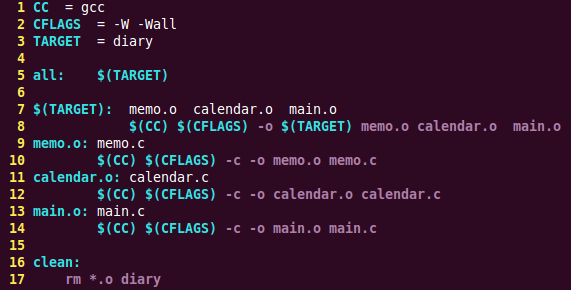 1 CC  = gcc
2 CFLAGS  = -W -Wall
3 TARGET  = diary
4
5 all:    $(TARGET)
6
7 $(TARGET):  memo.o  calendar.o  main.o
8         $(CC) $(CFLAGS) -o $(TARGET) memo.o calendar.o  main.o
9 memo.o: memo.c
10         $(CC) $(CFLAGS) -c -o memo.o memo.c
11 calendar.o: calendar.c
12         $(CC) $(CFLAGS) -c -o calendar.o calendar.c
13 main.o: main.c
14         $(CC) $(CFLAGS) -c -o main.o main.c
15
16 clean:
17     rm *.o diary